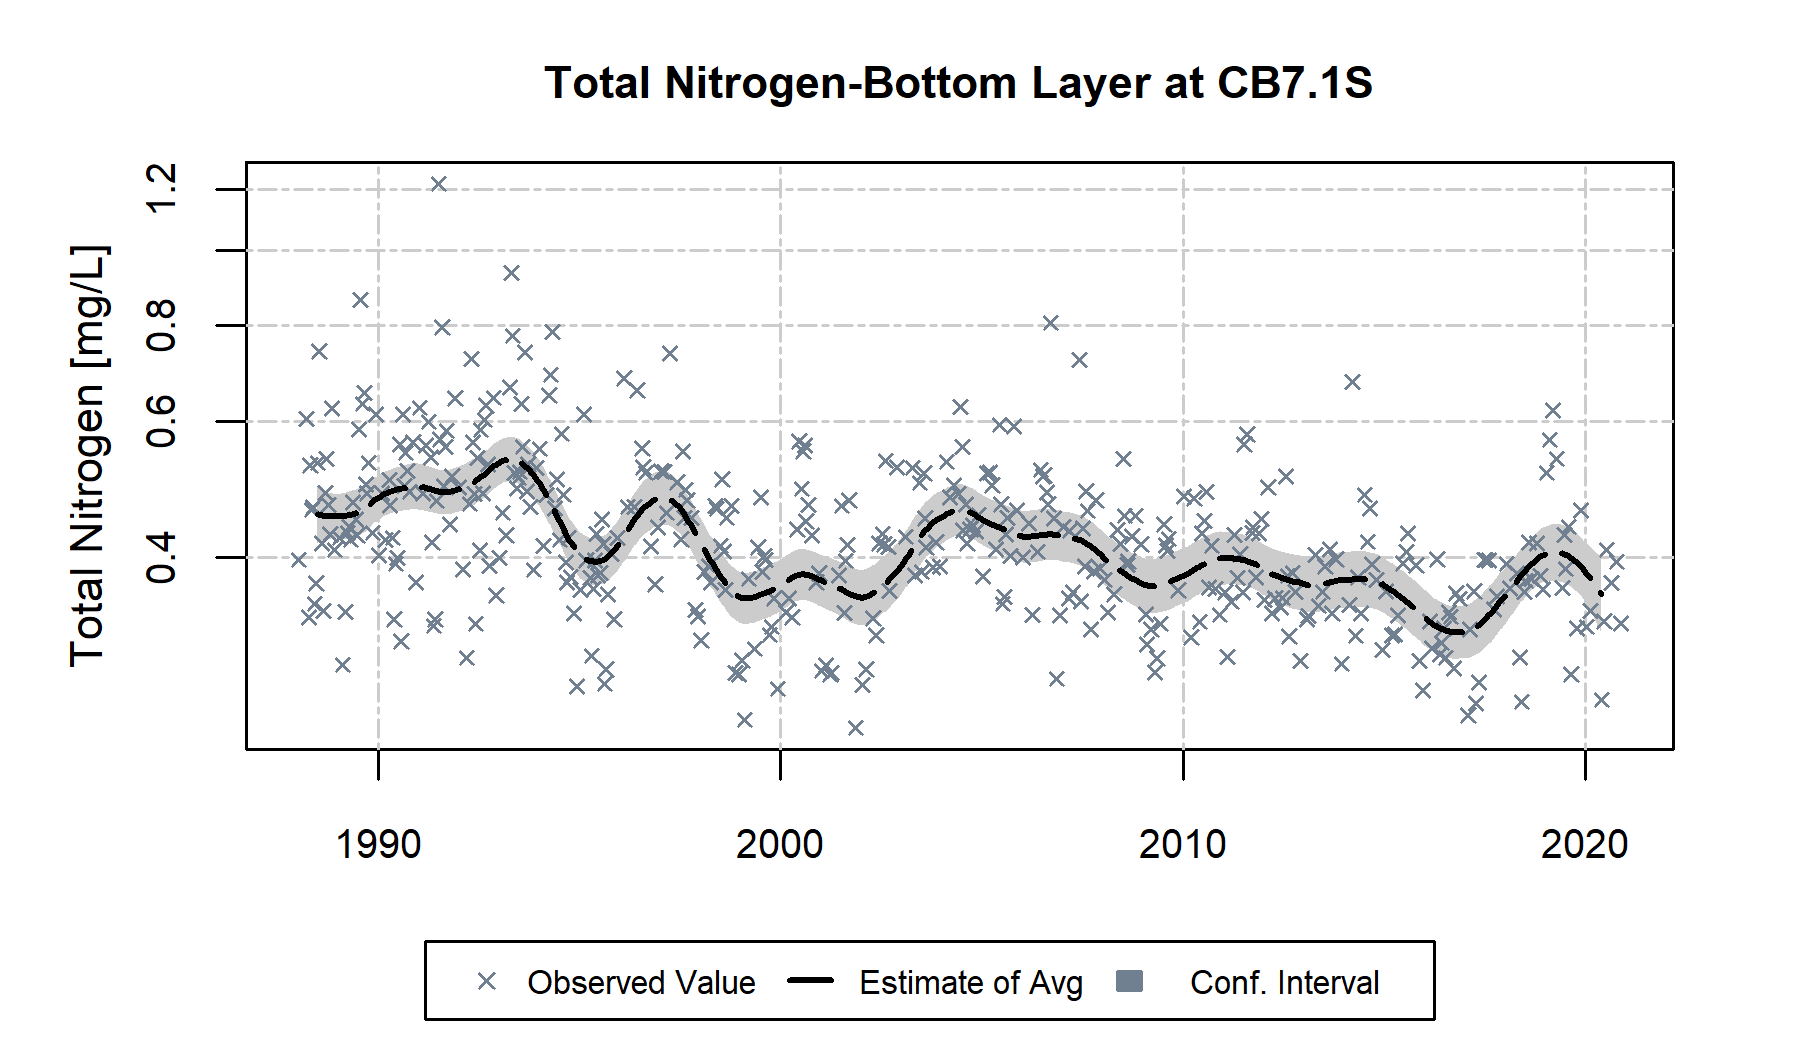 Total Nitrogen-Bottom Layer at CB7.1S
Total Nitrogen [mg/L]
1.2
0.8
0.6
0.4
1990 2000 2010 2020
Observed Value Estimate of Avg Conf. Interval